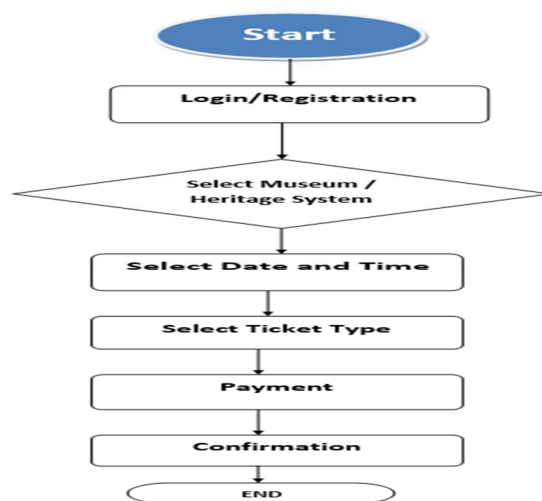 Start
Login/Registration
Select Museum /
Heritage System
Select Date and Time
Select Ticket Type
Payment
Confirmation
END